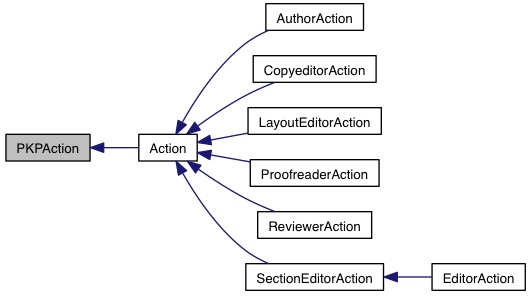 AuthorAction
CopyeditorAction
LayoutEditorAction
PKPAction
Action
ProofreaderAction
ReviewerAction
SectionEditorAction
EditorAction